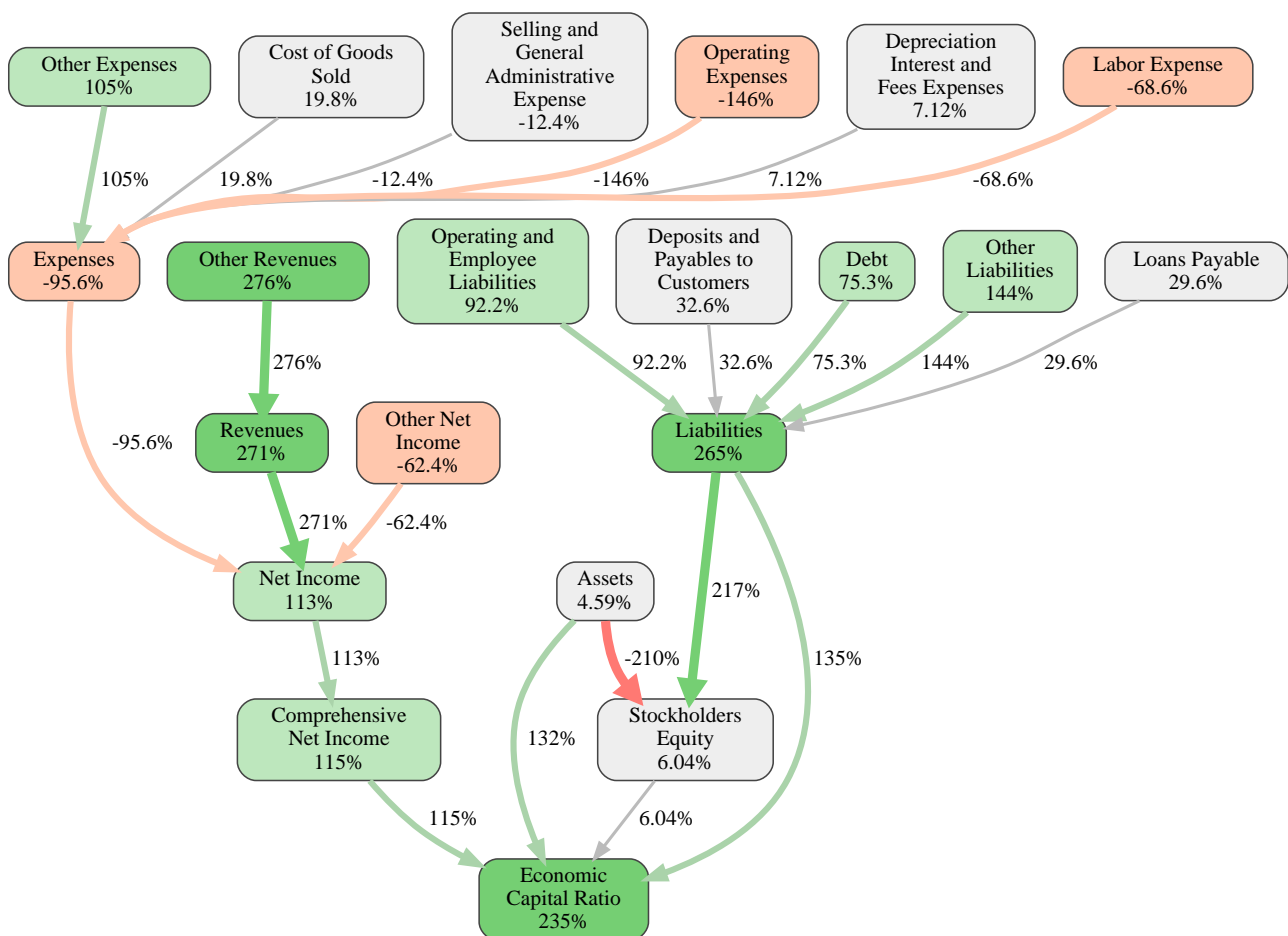 Other Expenses
105%
Cost of Goods
Sold
19.8%
Selling and
General
Administrative
Expense
-12.4%
Operating
Expenses
-146%
Depreciation
Interest and
Fees Expenses
7.12%
Labor Expense
-68.6%
105%
19.8%
-12.4%
-146%
7.12%
-68.6%
Expenses
-95.6%
Other Revenues
276%
Operating and
Employee
Liabilities
92.2%
Deposits and
Payables to
Customers
32.6%
Debt
75.3%
Other
Liabilities
144%
Loans Payable
29.6%
276%
92.2%
32.6%
75.3%
144%
29.6%
-95.6%
Revenues
271%
Other Net
Income
-62.4%
Liabilities
265%
271%
-62.4%
217%
135%
Net Income
113%
Assets
4.59%
113%
-210%
132%
Comprehensive
Net Income
115%
Stockholders
Equity
6.04%
115%
6.04%
Economic
Capital Ratio
235%